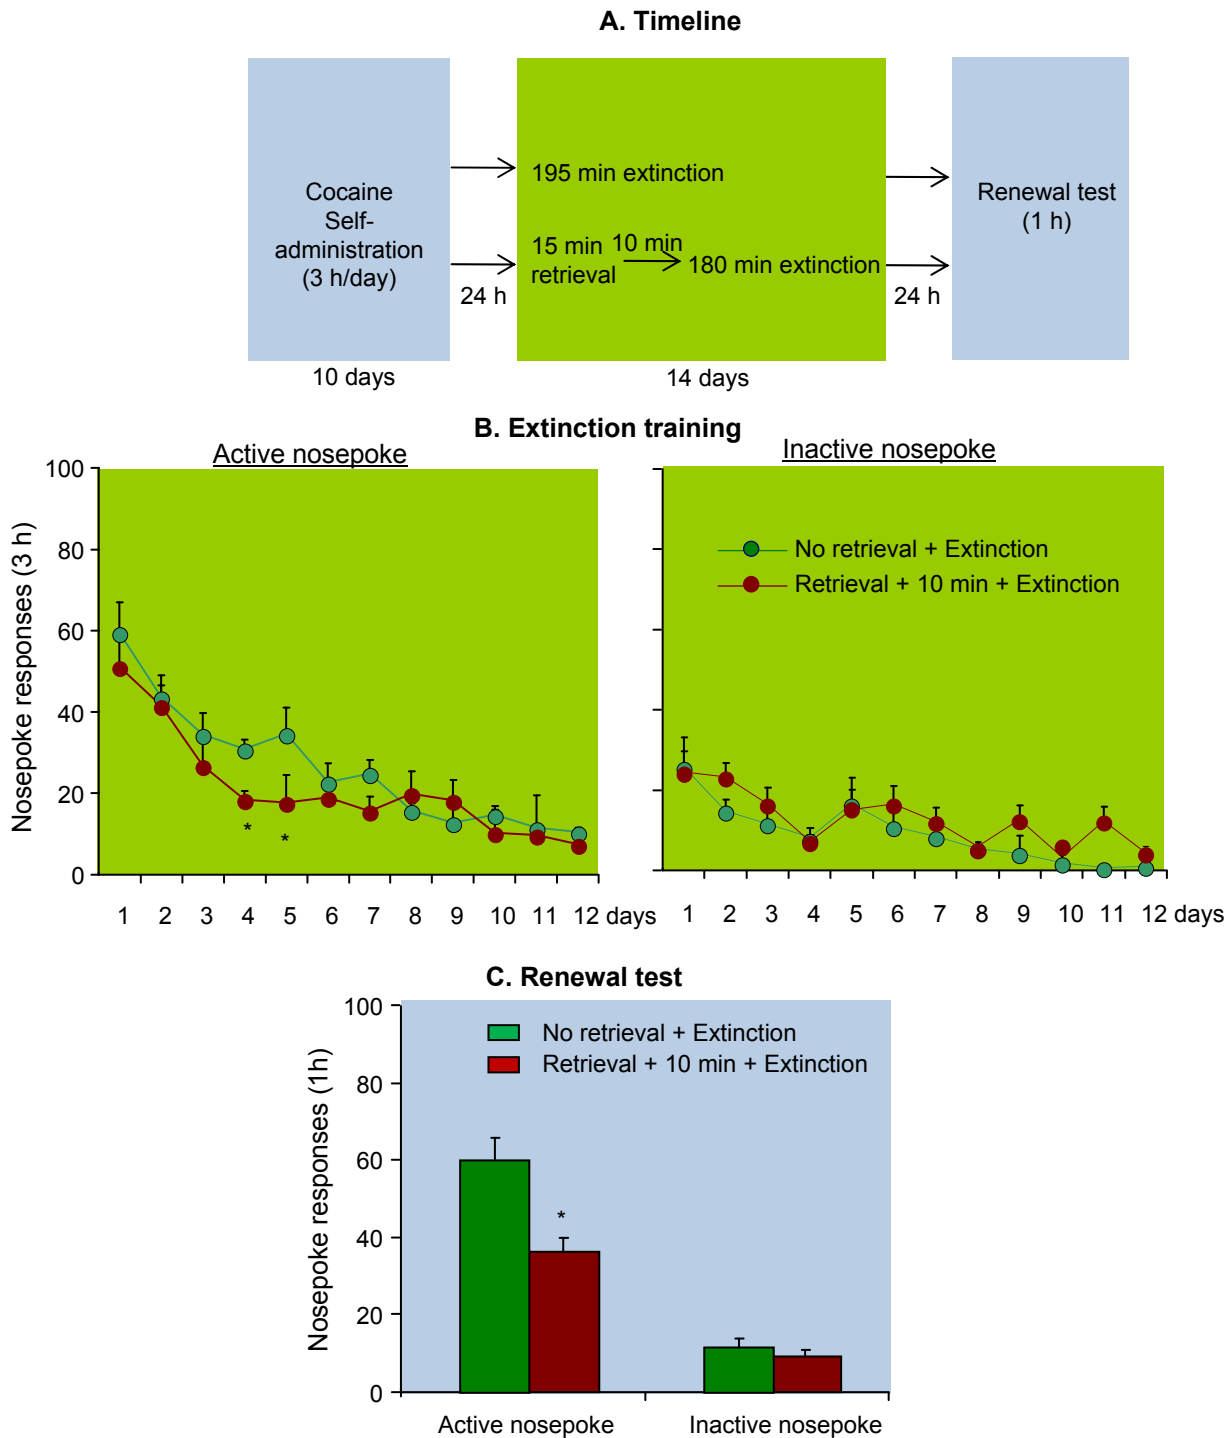 A. Timeline
Cocaine
Self-
administration
(3 h/day)
24 h
195 min extinction
15 min
retrieval
10 min
180 min extinction
24 h
Renewal test
(1 h)
10 days
14 days
B. Extinction training
Active nosepoke
Nosepoke responses (3 h)
100
80
60
40
20
0
* *
1 2 3 4 5 6 7 8 9 10 11 12 days
Inactive nosepoke
No retrieval + Extinction
Retrieval + 10 min + Extinction
1 2 3 4 5 6 7 8 9 10 11 12 days
C. Renewal test
Nosepoke responses (1h)
100
80
60
40
20
0
No retrieval + Extinction
Retrieval + 10 min + Extinction
*
Active nosepoke
Inactive nosepoke